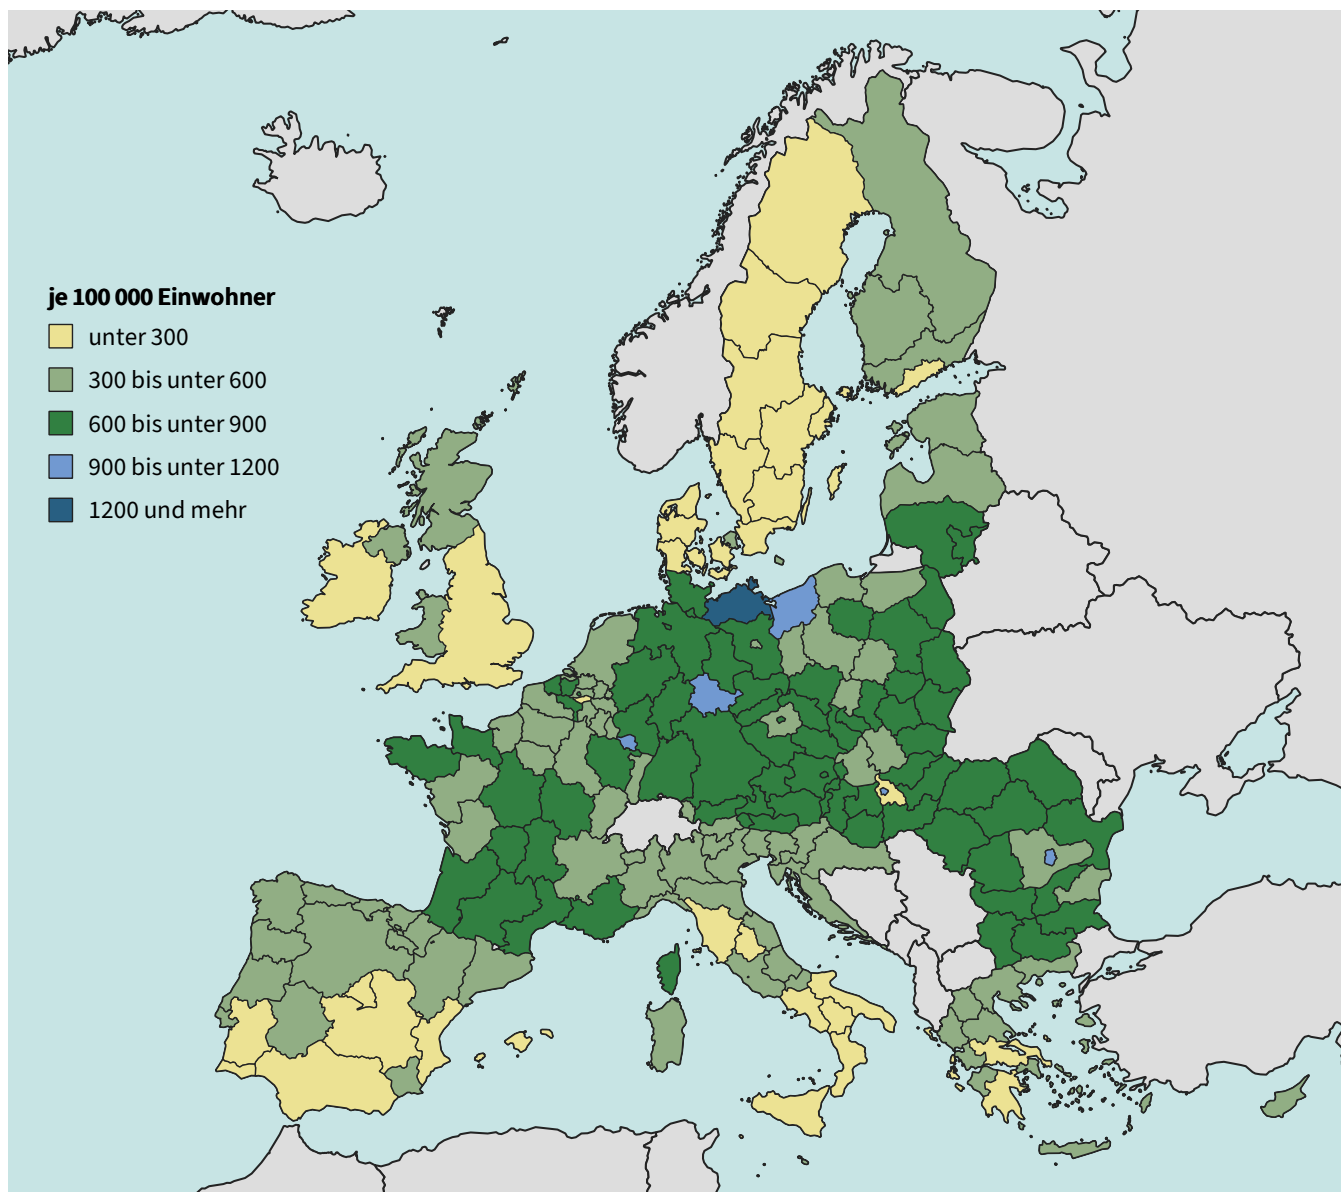 je 100 000 Einwohner
unter 300
300 bis unter 600
600 bis unter 900
900 bis unter 1200
1200 und mehr